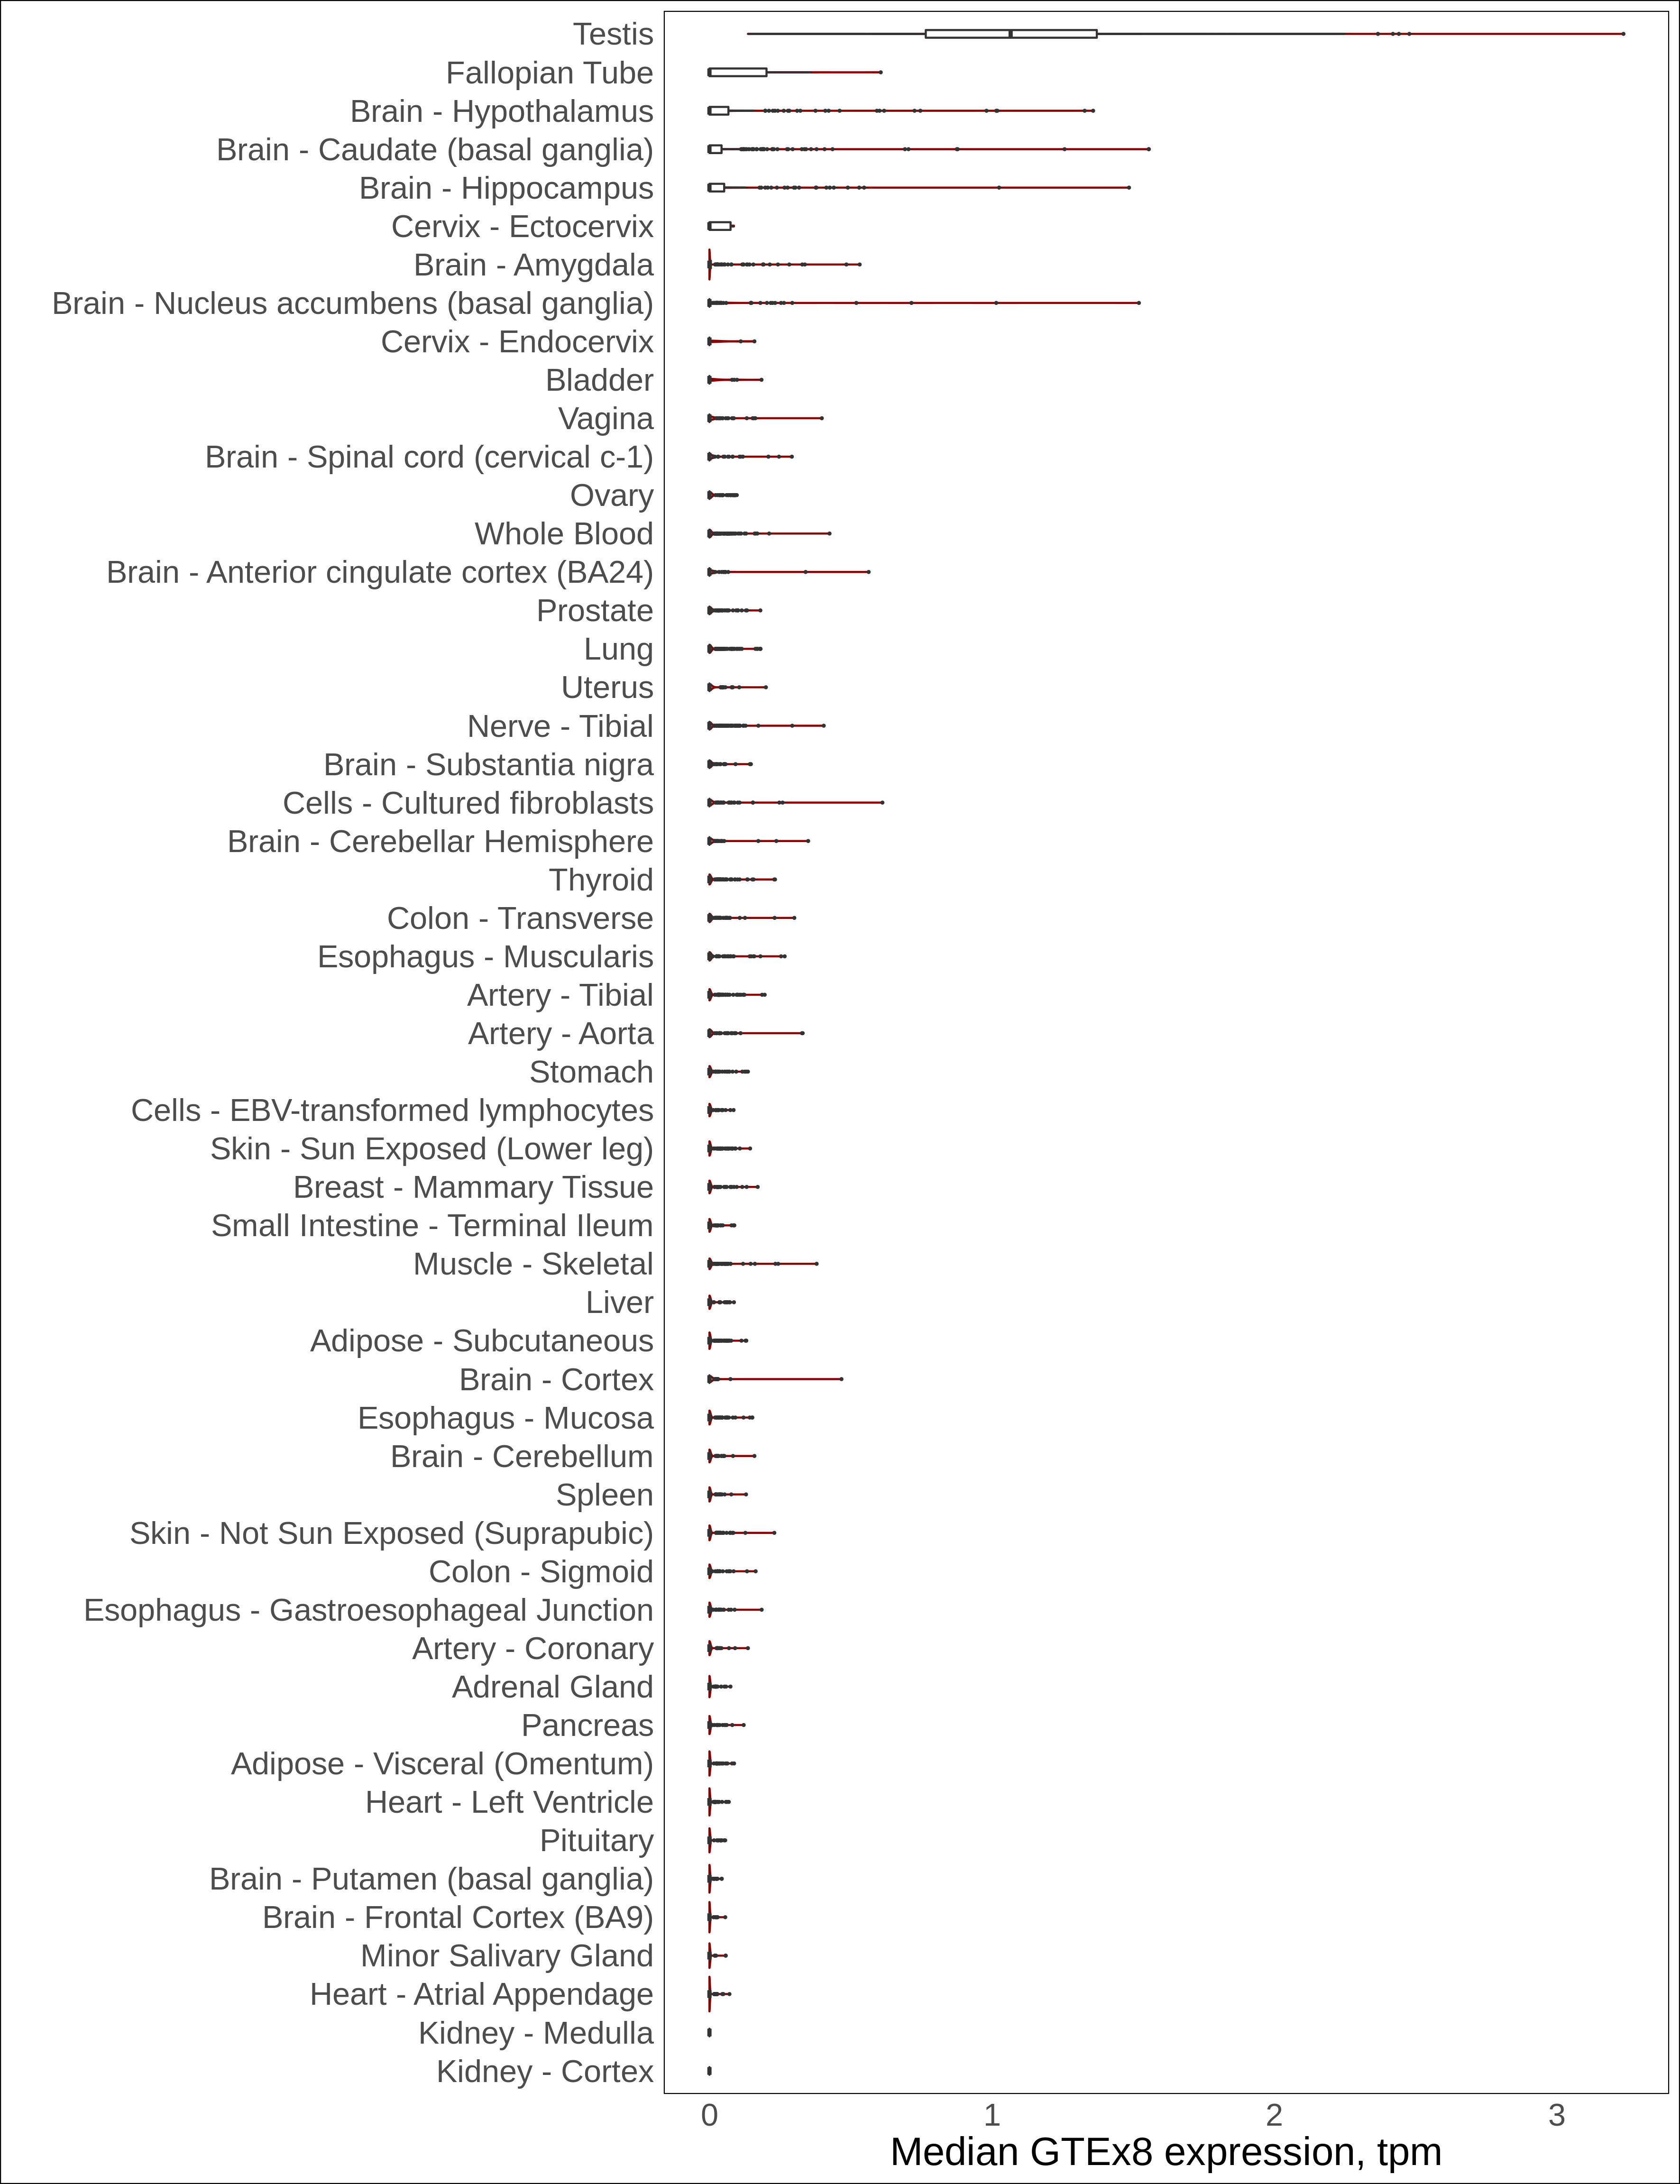 Testis
Fallopian Tube
Brain - Hypothalamus
Brain - Caudate (basal ganglia)
Brain - Hippocampus
Cervix - Ectocervix
Brain - Amygdala
Brain - Nucleus accumbens (basal ganglia)
Cervix - Endocervix
Bladder
Vagina
Brain - Spinal cord (cervical c-1)
Ovary
Whole Blood
Brain - Anterior cingulate cortex (BA24)
Prostate
Lung
Uterus
Nerve - Tibial
Brain - Substantia nigra
Cells - Cultured fibroblasts
Brain - Cerebellar Hemisphere
Thyroid
Colon - Transverse
Esophagus - Muscularis
Artery - Tibial
Artery - Aorta
Stomach
Cells - EBV-transformed lymphocytes
Skin - Sun Exposed (Lower leg)
Breast - Mammary Tissue
Small Intestine - Terminal Ileum
Muscle - Skeletal
Liver
Adipose - Subcutaneous
Brain - Cortex
Esophagus - Mucosa
Brain - Cerebellum
Spleen
Skin - Not Sun Exposed (Suprapubic)
Colon - Sigmoid
Esophagus - Gastroesophageal Junction
Artery - Coronary
Adrenal Gland
Pancreas
Adipose - Visceral (Omentum)
Heart - Left Ventricle
Pituitary
Brain - Putamen (basal ganglia)
Brain - Frontal Cortex (BA9)
Minor Salivary Gland
Heart - Atrial Appendage
Kidney - Medulla
Kidney - Cortex
0 1 2 3
Median GTEx8 expression, tpm